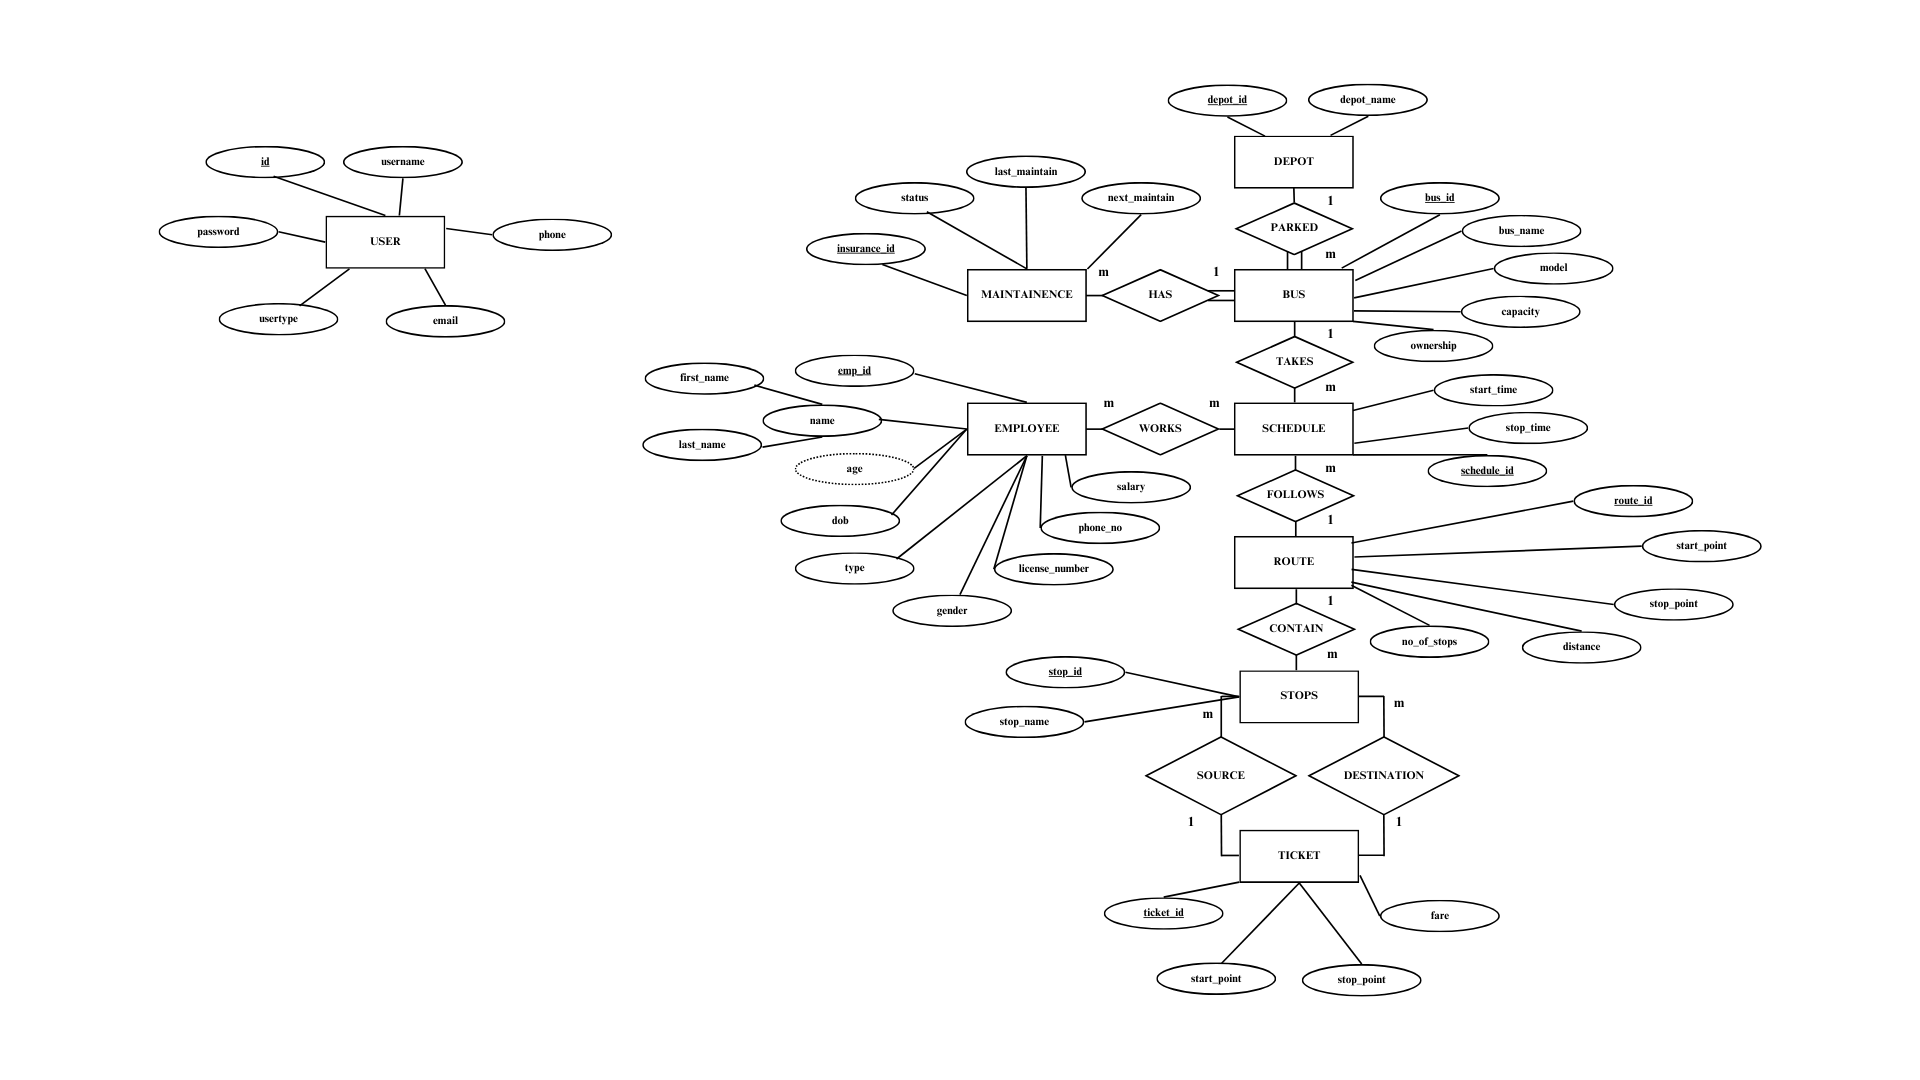 depot_id
depot_name
DEPOT
1
PARKED
m
id
username
password
USER
phone
usertype
email
last_maintain
status
next_maintain
insurance_id
MAINTAINENCE
m
HAS
1
BUS
bus_id
bus_name
model
capacity
ownership
1
TAKES
m
first_name
emp_id
name
last_name
age
dob
type
gender
license_number
phone_no
salary
EMPLOYEE
m
WORKS
m
SCHEDULE
start_time
stop_time
schedule_id
m
FOLLOWS
1
ROUTE
route_id
start_point
stop_point
distance
no_of_stops
1
CONTAIN
m
stop_id
stop_name
STOPS
m
m
SOURCE
DESTINATION
1
1
TICKET
ticket_id
fare
start_point
stop_point